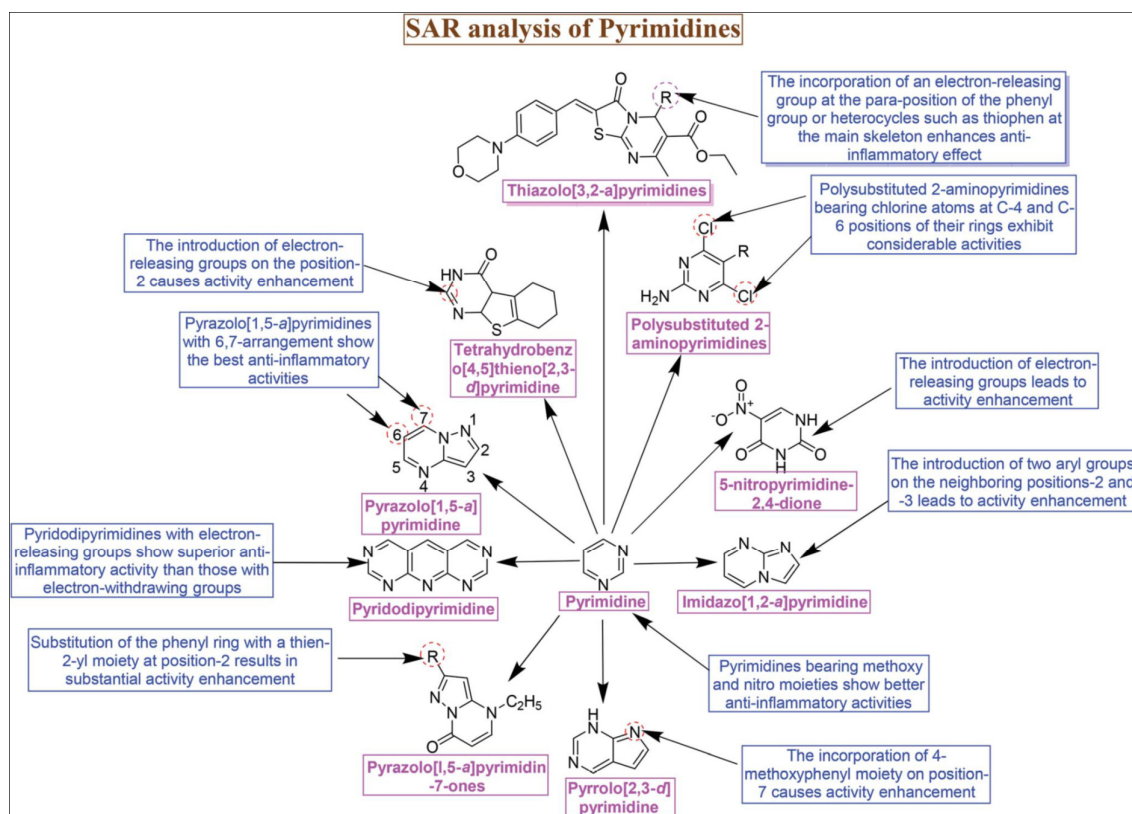 SAR analysis of Pyrimidines
The incorporation of an electron-releasing
group at the para-position of the phenyl
group or heterocycles such as thiophen at
the main skeleton enhances anti-
inflammatory effect
O
R
N
S
N
O
O
N
O
Thiazolo[3,2-a]pyrimidines
Polysubstituted 2-aminopyrimidines
bearing chlorine atoms at C-4 and C-
6 positions of their rings exhibit
considerable activities
Cl
R
N
H₂N
N
Cl
Polysubstituted 2-
aminopyrimidines
The introduction of electron-
releasing groups on the position-
2 causes activity enhancement
O
HN
N
S
Tetrahydrobenz
o[4,5]thieno[2,3-
d]pyrimidine
Pyrazolo[1,5-a]pyrimidines
with 6,7-arrangement show
the best anti-inflammatory
activities
7
1
6
N
N
2
5
N
4
3
Pyrazolo[1,5-a]
pyrimidine
The introduction of electron-
releasing groups leads to
activity enhancement
O
⁻O
N⁺
NH
O
N
H
O
5-nitropyrimidine-
2,4-dione
The introduction of two aryl groups
on the neighboring positions-2 and
-3 leads to activity enhancement
N
N
N
Imidazo[1,2-a]pyrimidine
Pyridodipyrimidines with electron-
releasing groups show superior anti-
inflammatory activity than those with
electron-withdrawing groups
N
N
N
N
N
Pyridodipyrimidine
N
N
Pyrimidine
Substitution of the phenyl ring with a thien-
2-yl moiety at position-2 results in
substantial activity enhancement
R
N
N
N
C₂H₅
O
Pyrazolo[l,5-a]pyrimidin
-7-ones
Pyrimidines bearing methoxy
and nitro moieties show better
anti-inflammatory activities
H
N
N
N
Pyrrolo[2,3-d]
pyrimidine
The incorporation of 4-
methoxyphenyl moiety on position-
7 causes activity enhancement